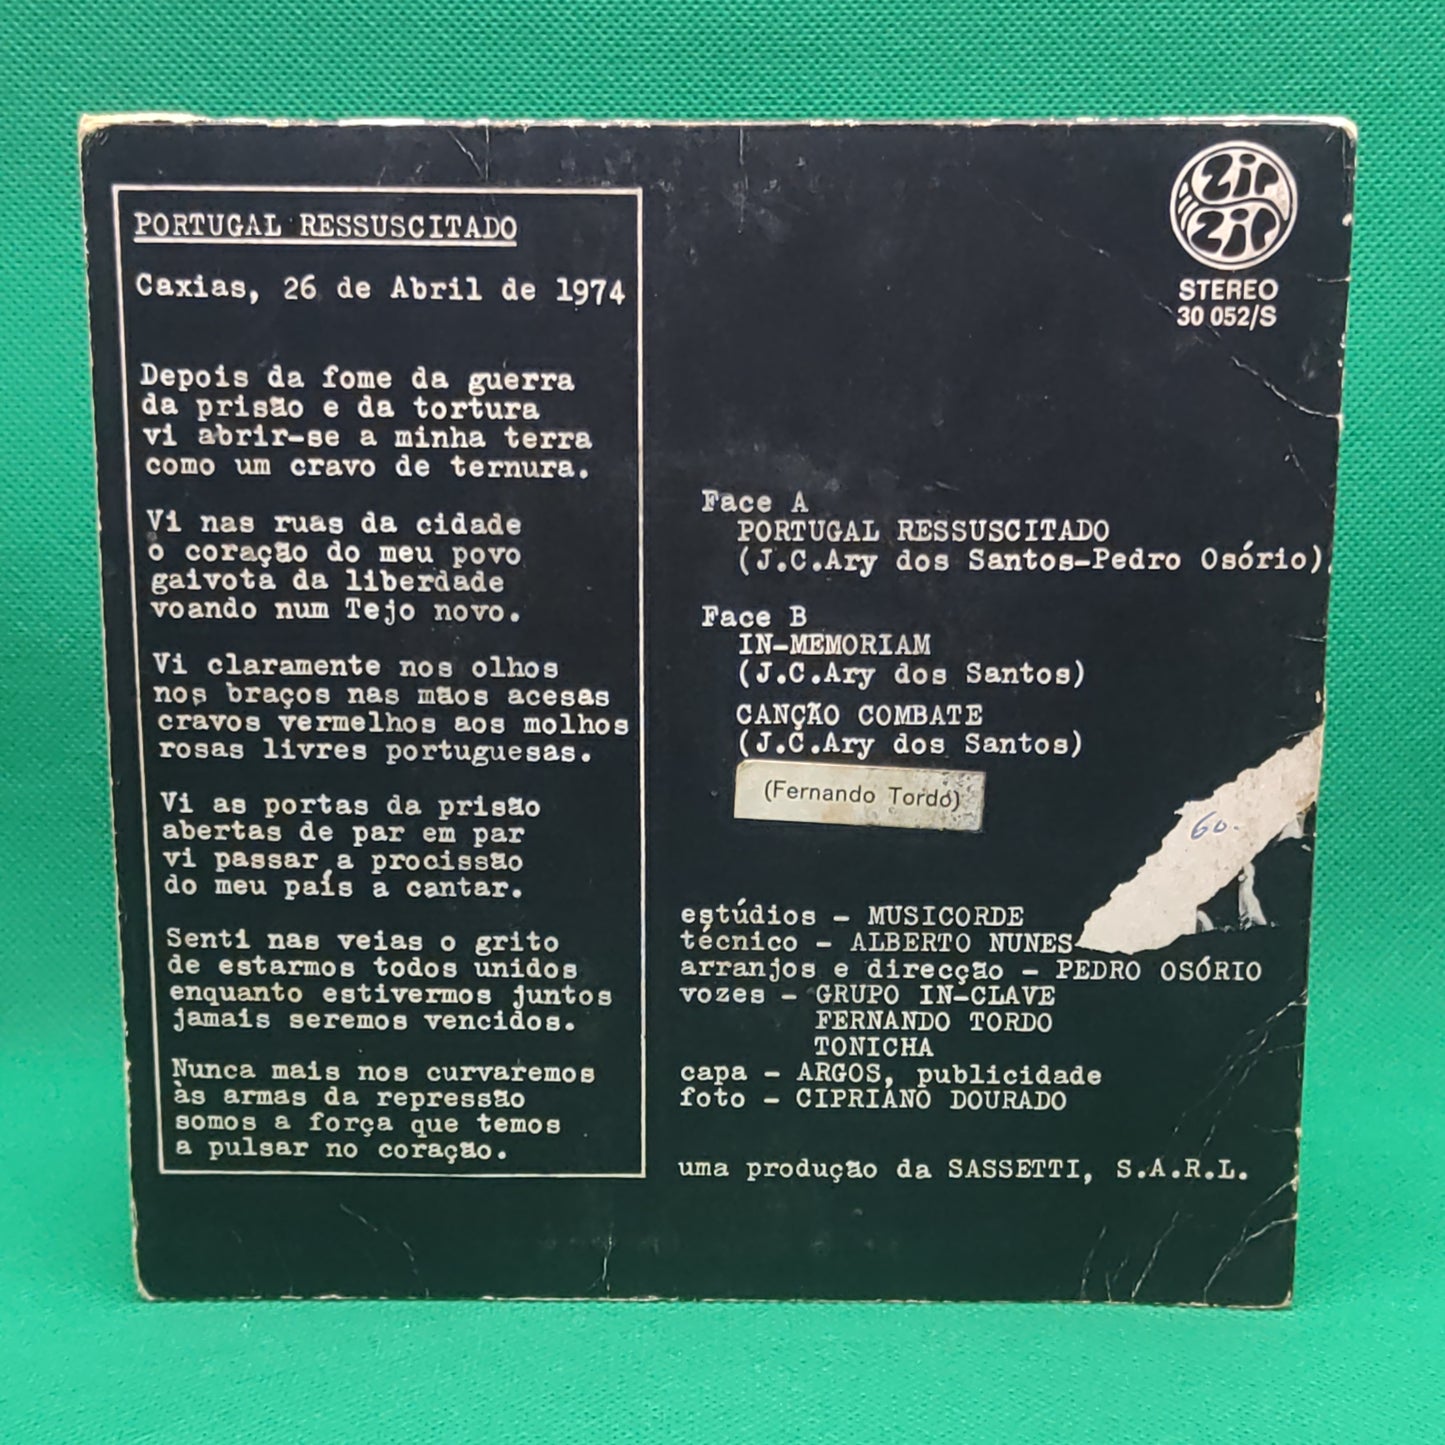 PORTUGAL RESSUSCITADO
Caxias, 26 de Abril de 1974
Depois da fome da guerra
da prisão e da tortura
vi abrir-se a minha terra
como um cravo de ternura.
Vi nas ruas da cidade
o coração do meu povo
gaivota da liberdade
voando num Tejo novo.
Vi claramente nos olhos
nos braços nas mãos acesas
cravos vermelhos aos molhos
rosas livres portuguesas.
Vi as portas da prisão
abertas de par em par
vi passar a procissão
do meu país a cantar.
Senti nas veias o grito
de estarmos todos unidos
enquanto estivermos juntos
jamais seremos vencidos.
Nunca mais nos curvaremos
às armas da repressão
somos a força que temos
a pulsar no coração.
Zip
Zip
STEREO
30 052/S
Face A
PORTUGAL RESSUSCITADO
(J.C.Ary dos Santos-Pedro Osório)
Face B
IN-MEMORIAM
(J.C.Ary dos Santos)
CANÇÃO COMBATE
(J.C.Ary dos Santos)
(Fernando Tordo)
60.
estúdios - MUSICORDE
técnico - ALBERTO NUNES
arranjos e direcção - PEDRO OSÓRIO
vozes - GRUPO IN-CLAVE
FERNANDO TORDO
TONICHA
capa - ARGOS, publicidade
foto - CIPRIANO DOURADO
uma produção da SASSETTI, S.A.R.L.